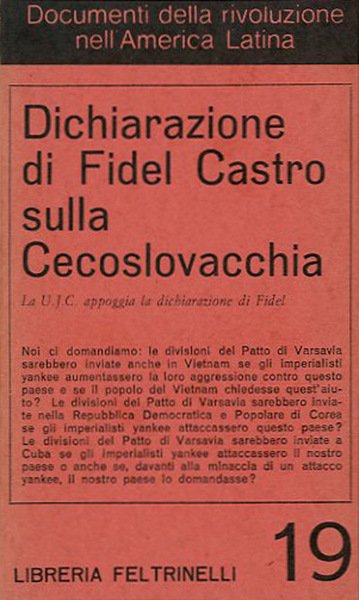 Documenti della rivoluzione
nell'America Latina
Dichiarazione
di Fidel Castro
sulla
Cecoslovacchia
La U.J.C. appoggia la dichiarazione di Fidel
Noi ci domandiamo: le divisioni del Patto di Varsavia
sarebbero inviate anche in Vietnam se gli imperialisti
yankee aumentassero la loro aggressione contro questo
paese e se il popolo del Vietnam chiedesse quest'aiu-
to? Le divisioni del Patto di Varsavia sarebbero invia-
te nella Repubblica Democratica e Popolare di Corea
se gli imperialisti yankee attaccassero questo paese?
Le divisioni del Patto di Varsavia sarebbero inviate a
Cuba se gli imperialisti yankee attaccassero il nostro
paese o anche se, davanti alla minaccia di un attacco
yankee, il nostro paese lo domandasse?
LIBRERIA FELTRINELLI 19